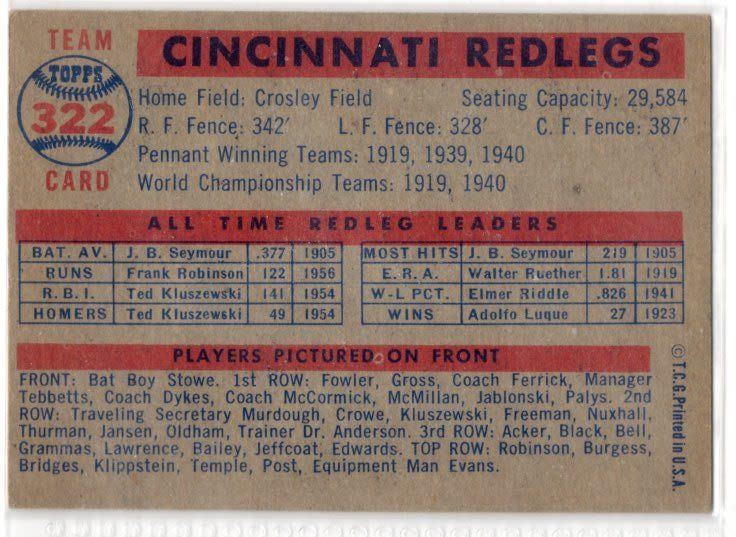 TEAM
TOPPS
322
CARD
CINCINNATI REDLEGS
Home Field: Crosley Field Seating Capacity: 29,584
R. F. Fence: 342' L. F. Fence: 328' C. F. Fence: 387'
Pennant Winning Teams: 1919, 1939, 1940
World Championship Teams: 1919, 1940
ALL TIME REDLEG LEADERS
BAT. AV. J. B. Seymour .377 1905 MOST HITS J. B. Seymour 219 1905
RUNS Frank Robinson 122 1956 E. R. A. Walter Ruether 1.81 1919
R. B. I. Ted Kluszewski 141 1954 W-L PCT. Elmer Riddle .826 1941
HOMERS Ted Kluszewski 49 1954 WINS Adolfo Luque 27 1923
PLAYERS PICTURED ON FRONT
FRONT: Bat Boy Stowe. 1st ROW: Fowler, Gross, Coach Ferrick, Manager
Tebbetts, Coach Dykes, Coach McCormick, McMillan, Jablonski, Palys. 2nd
ROW: Traveling Secretary Murdough, Crowe, Kluszewski, Freeman, Nuxhall,
Thurman, Jansen, Oldham, Trainer Dr. Anderson. 3rd ROW: Acker, Black, Bell,
Grammas, Lawrence, Bailey, Jeffcoat, Edwards. TOP ROW: Robinson, Burgess,
Bridges, Klippstein, Temple, Post, Equipment Man Evans.
© T.C.G. Printed in U.S.A.